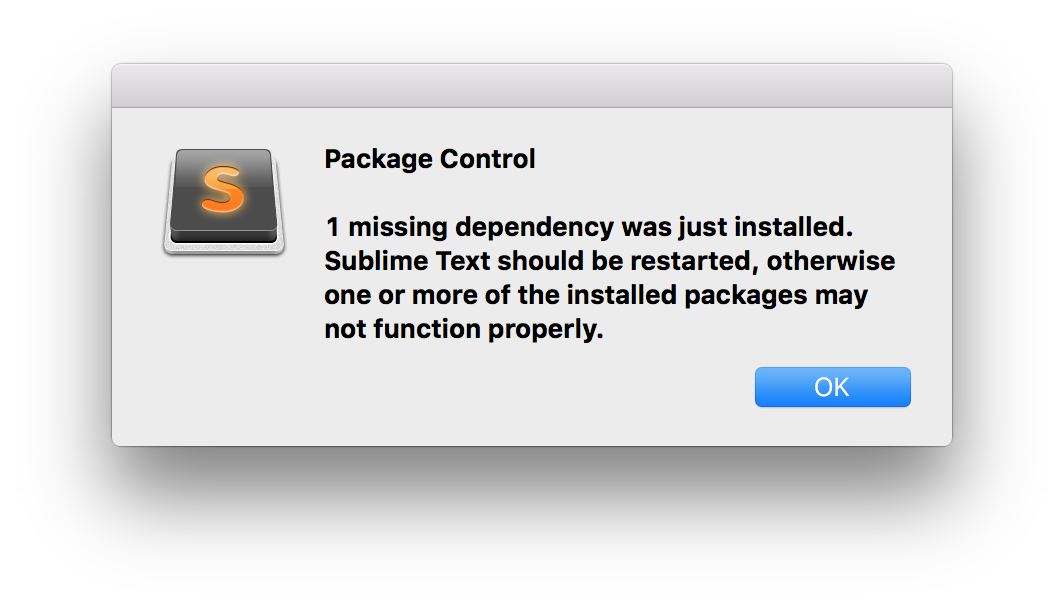 Package Control
1 missing dependency was just installed.
Sublime Text should be restarted, otherwise
one or more of the installed packages may
not function properly.
OK